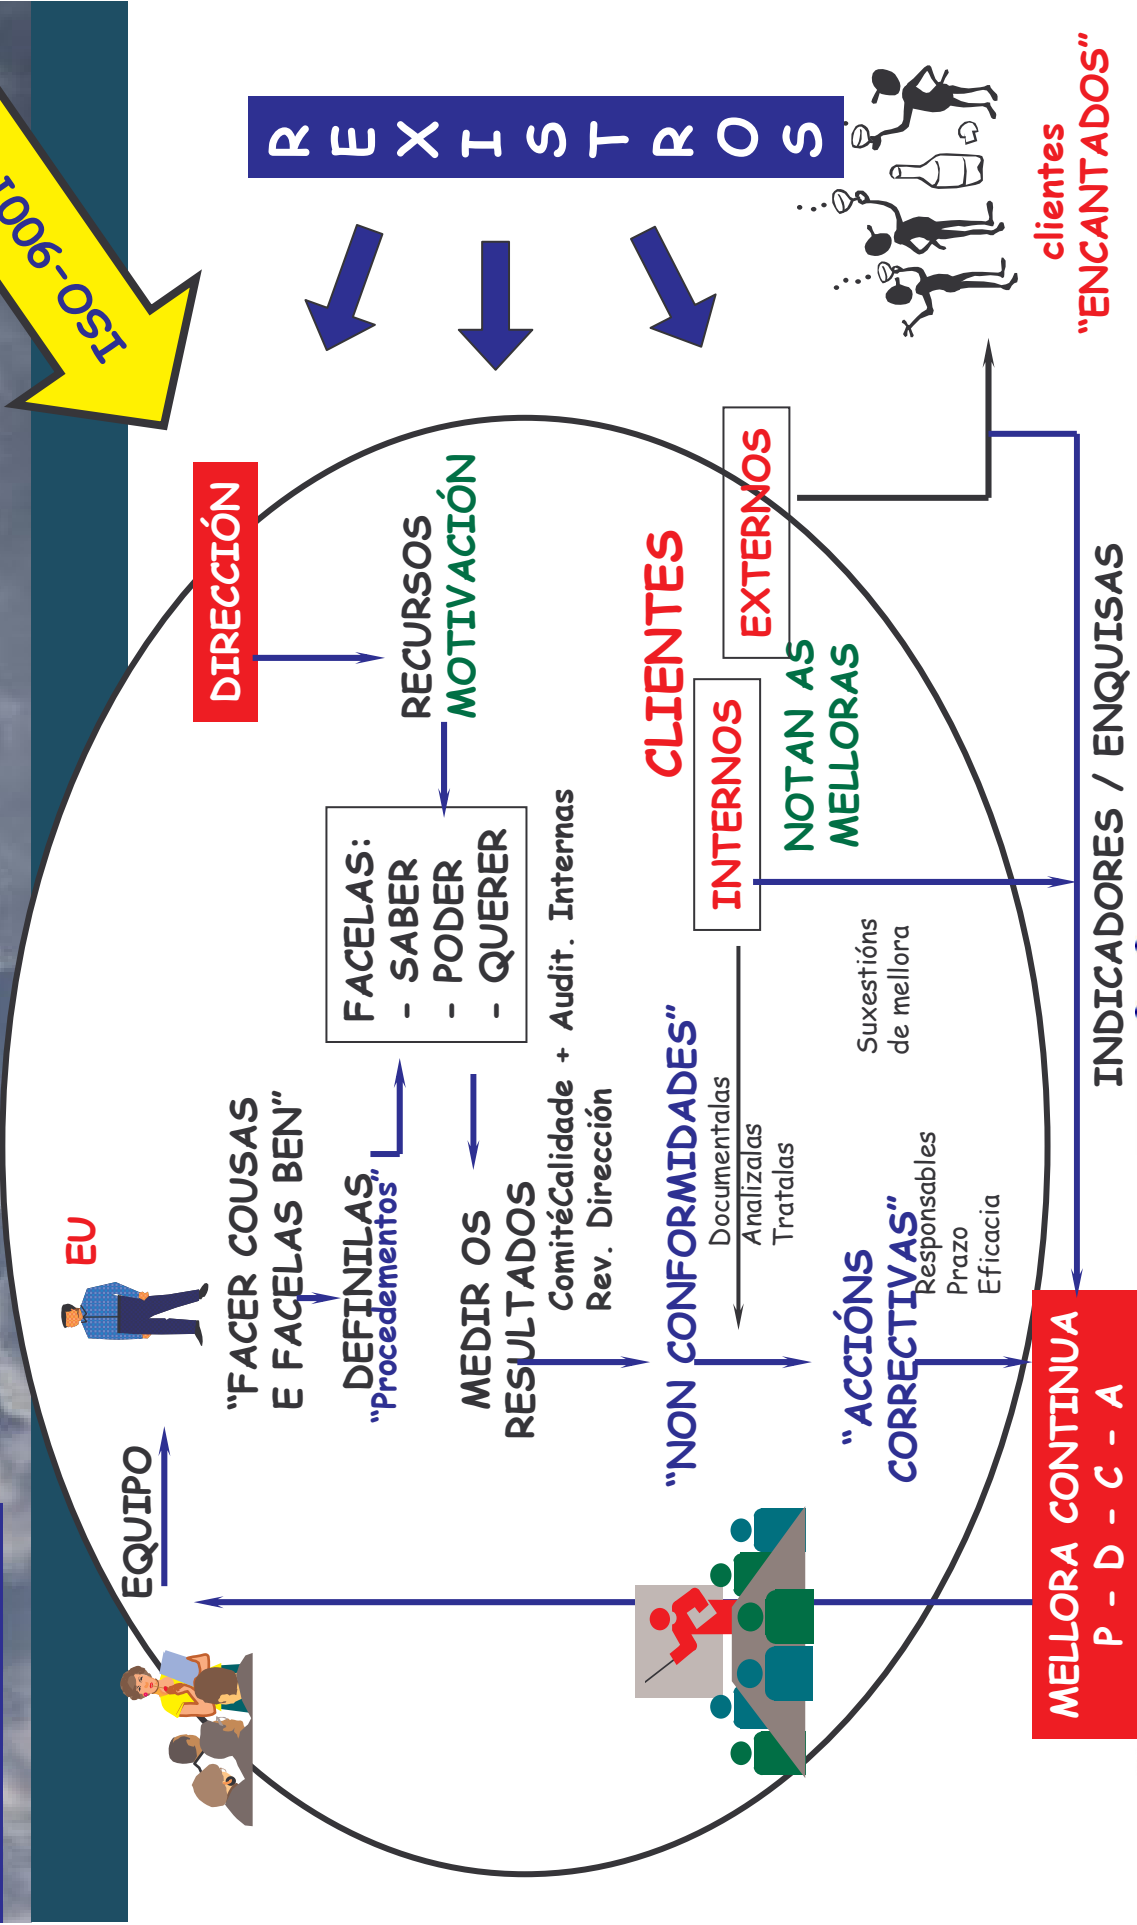 ISO-9001
REXISTROS
EQUIPO
EU
DIRECCIÓN
"FACER COUSAS
E FACELAS BEN"
DEFINILAS
"Procedementos"
FACELAS:
- SABER
- PODER
- QUERER
RECURSOS
MOTIVACIÓN
MEDIR OS
RESULTADOS
ComitéCalidade + Audit. Internas
Rev. Dirección
"NON CONFORMIDADES"
Documentalas
Analizalas
Tratalas
CLIENTES
INTERNOS
EXTERNOS
NOTAN AS
MELLORAS
"ACCIÓNS
CORRECTIVAS"
Responsables
Prazo
Eficacia
Suxestións
de mellora
clientes
"ENCANTADOS"
MELLORA CONTINUA
P - D - C - A
INDICADORES / ENQUISAS